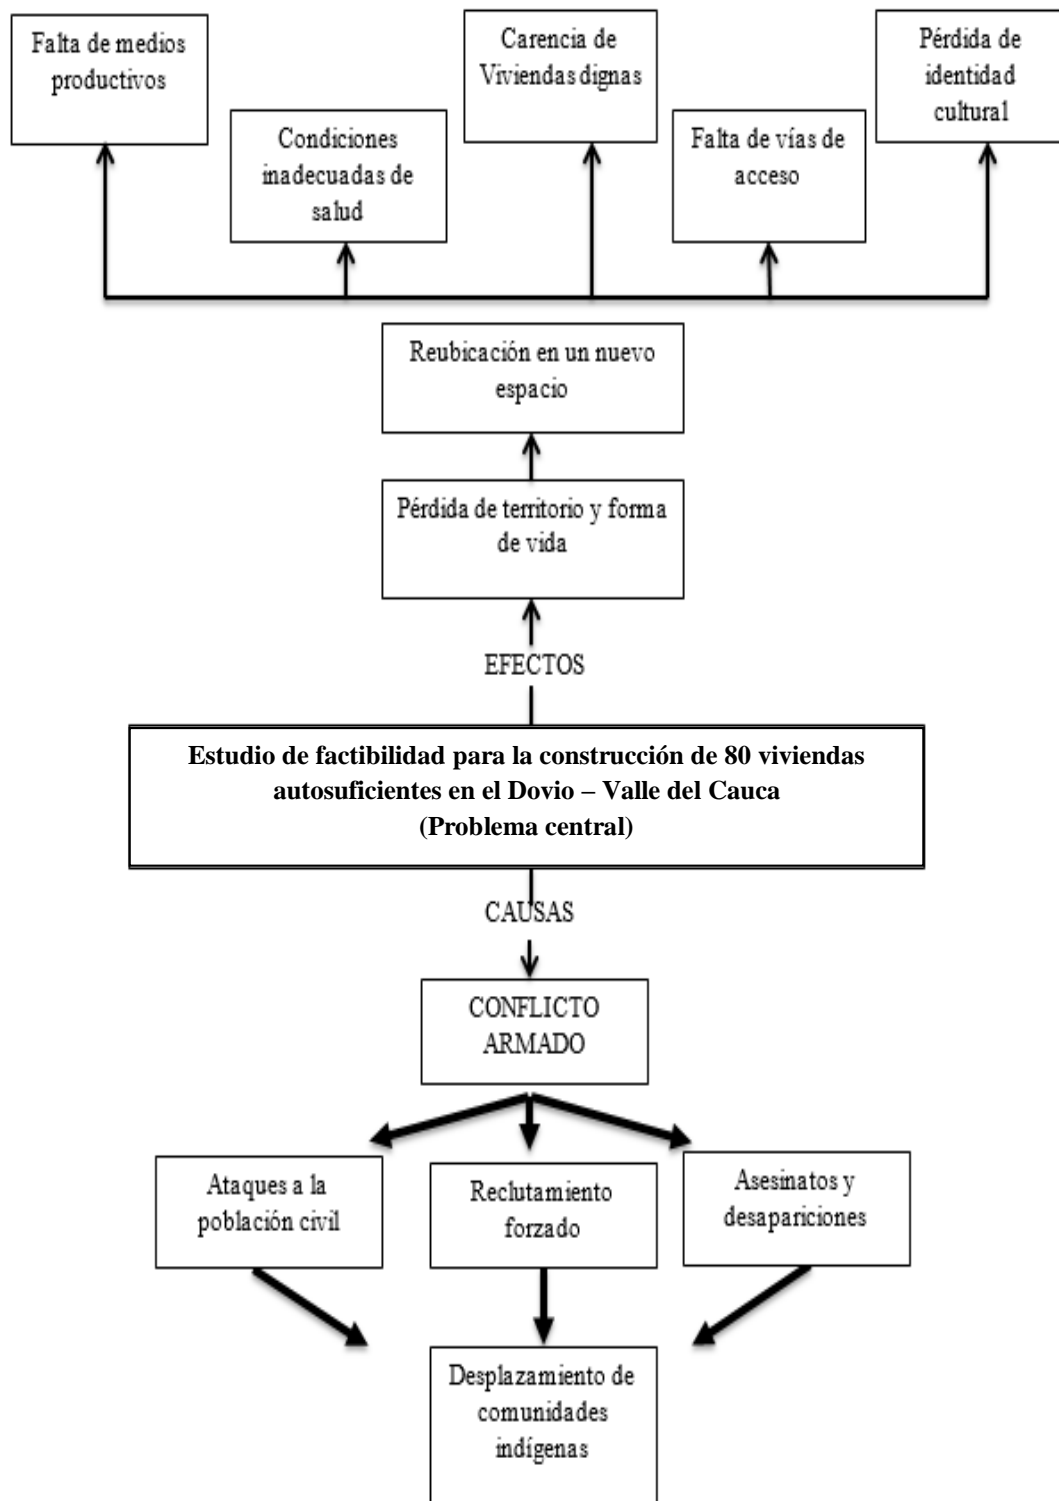 Falta de medios
productivos
Condiciones
inadecuadas de
salud
Carencia de
Viviendas dignas
Falta de vías de
acceso
Pérdida de
identidad
cultural
Reubicación en un nuevo
espacio
Pérdida de territorio y forma
de vida
EFECTOS
Estudio de factibilidad para la construcción de 80 viviendas
autosuficientes en el Dovio – Valle del Cauca
(Problema central)
CAUSAS
CONFLICTO
ARMADO
Ataques a la
población civil
Reclutamiento
forzado
Asesinatos y
desapariciones
Desplazamiento de
comunidades
indígenas